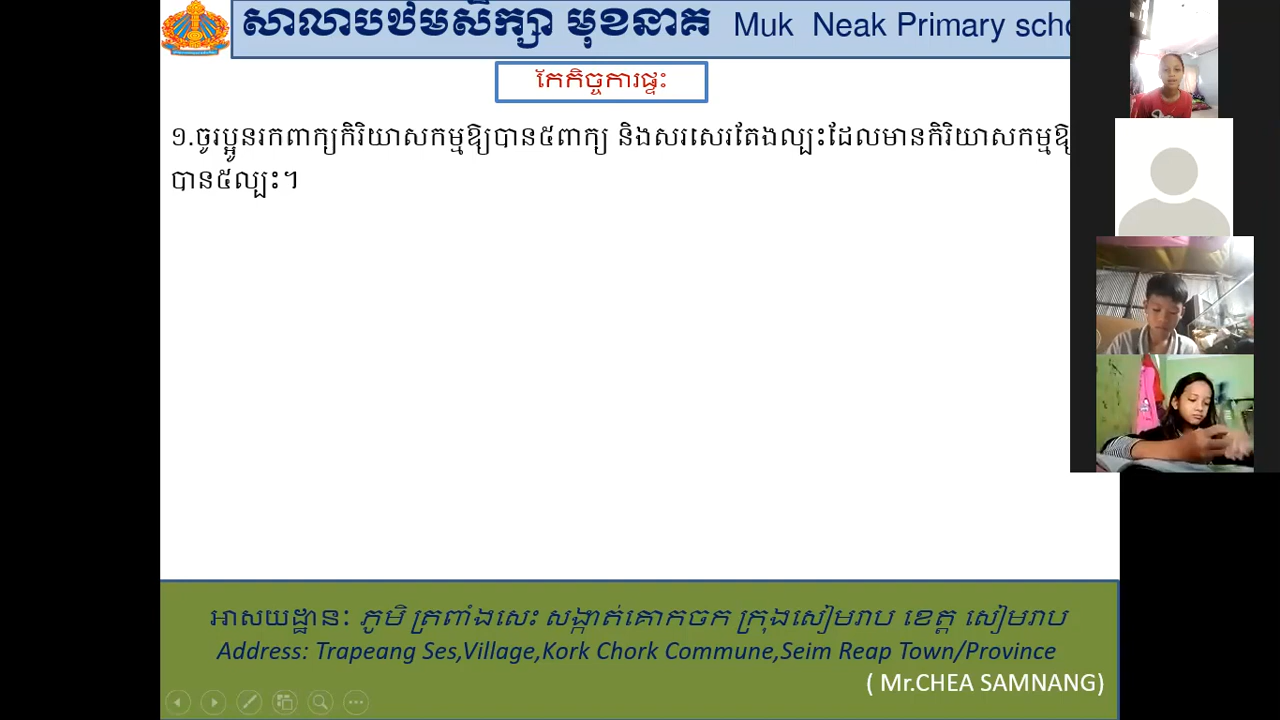 សាលាបឋមសិក្សា មុខនាគ Muk Neak Primary scho
កែកិច្ចការផ្ទះ
១.ចូរប្អូនរកពាក្យកិរិយាសកម្មឱ្យបាន៥ពាក្យ និងសរសេរតែងល្បះដែលមានកិរិយាសកម្មឱ្យ
បាន៥ល្បះ។
អាសយដ្ឋាន: ភូមិ ត្រពាំងសេះ សង្កាត់គោកចក ក្រុងសៀមរាប ខេត្ត សៀមរាប
Address: Trapeang Ses,Village,Kork Chork Commune,Seim Reap Town/Province
( Mr.CHEA SAMNANG)